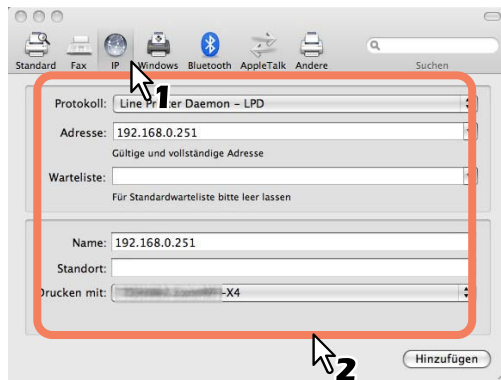 Standard Fax IP Windows Bluetooth AppleTalk Andere Suchen
1
Protokoll: Line Printer Daemon – LPD
Adresse: 192.168.0.251
Gültige und vollständige Adresse
Warteliste:
Für Standardwarteliste bitte leer lassen
Name: 192.168.0.251
Standort:
Drucken mit: -X4
2
Hinzufügen